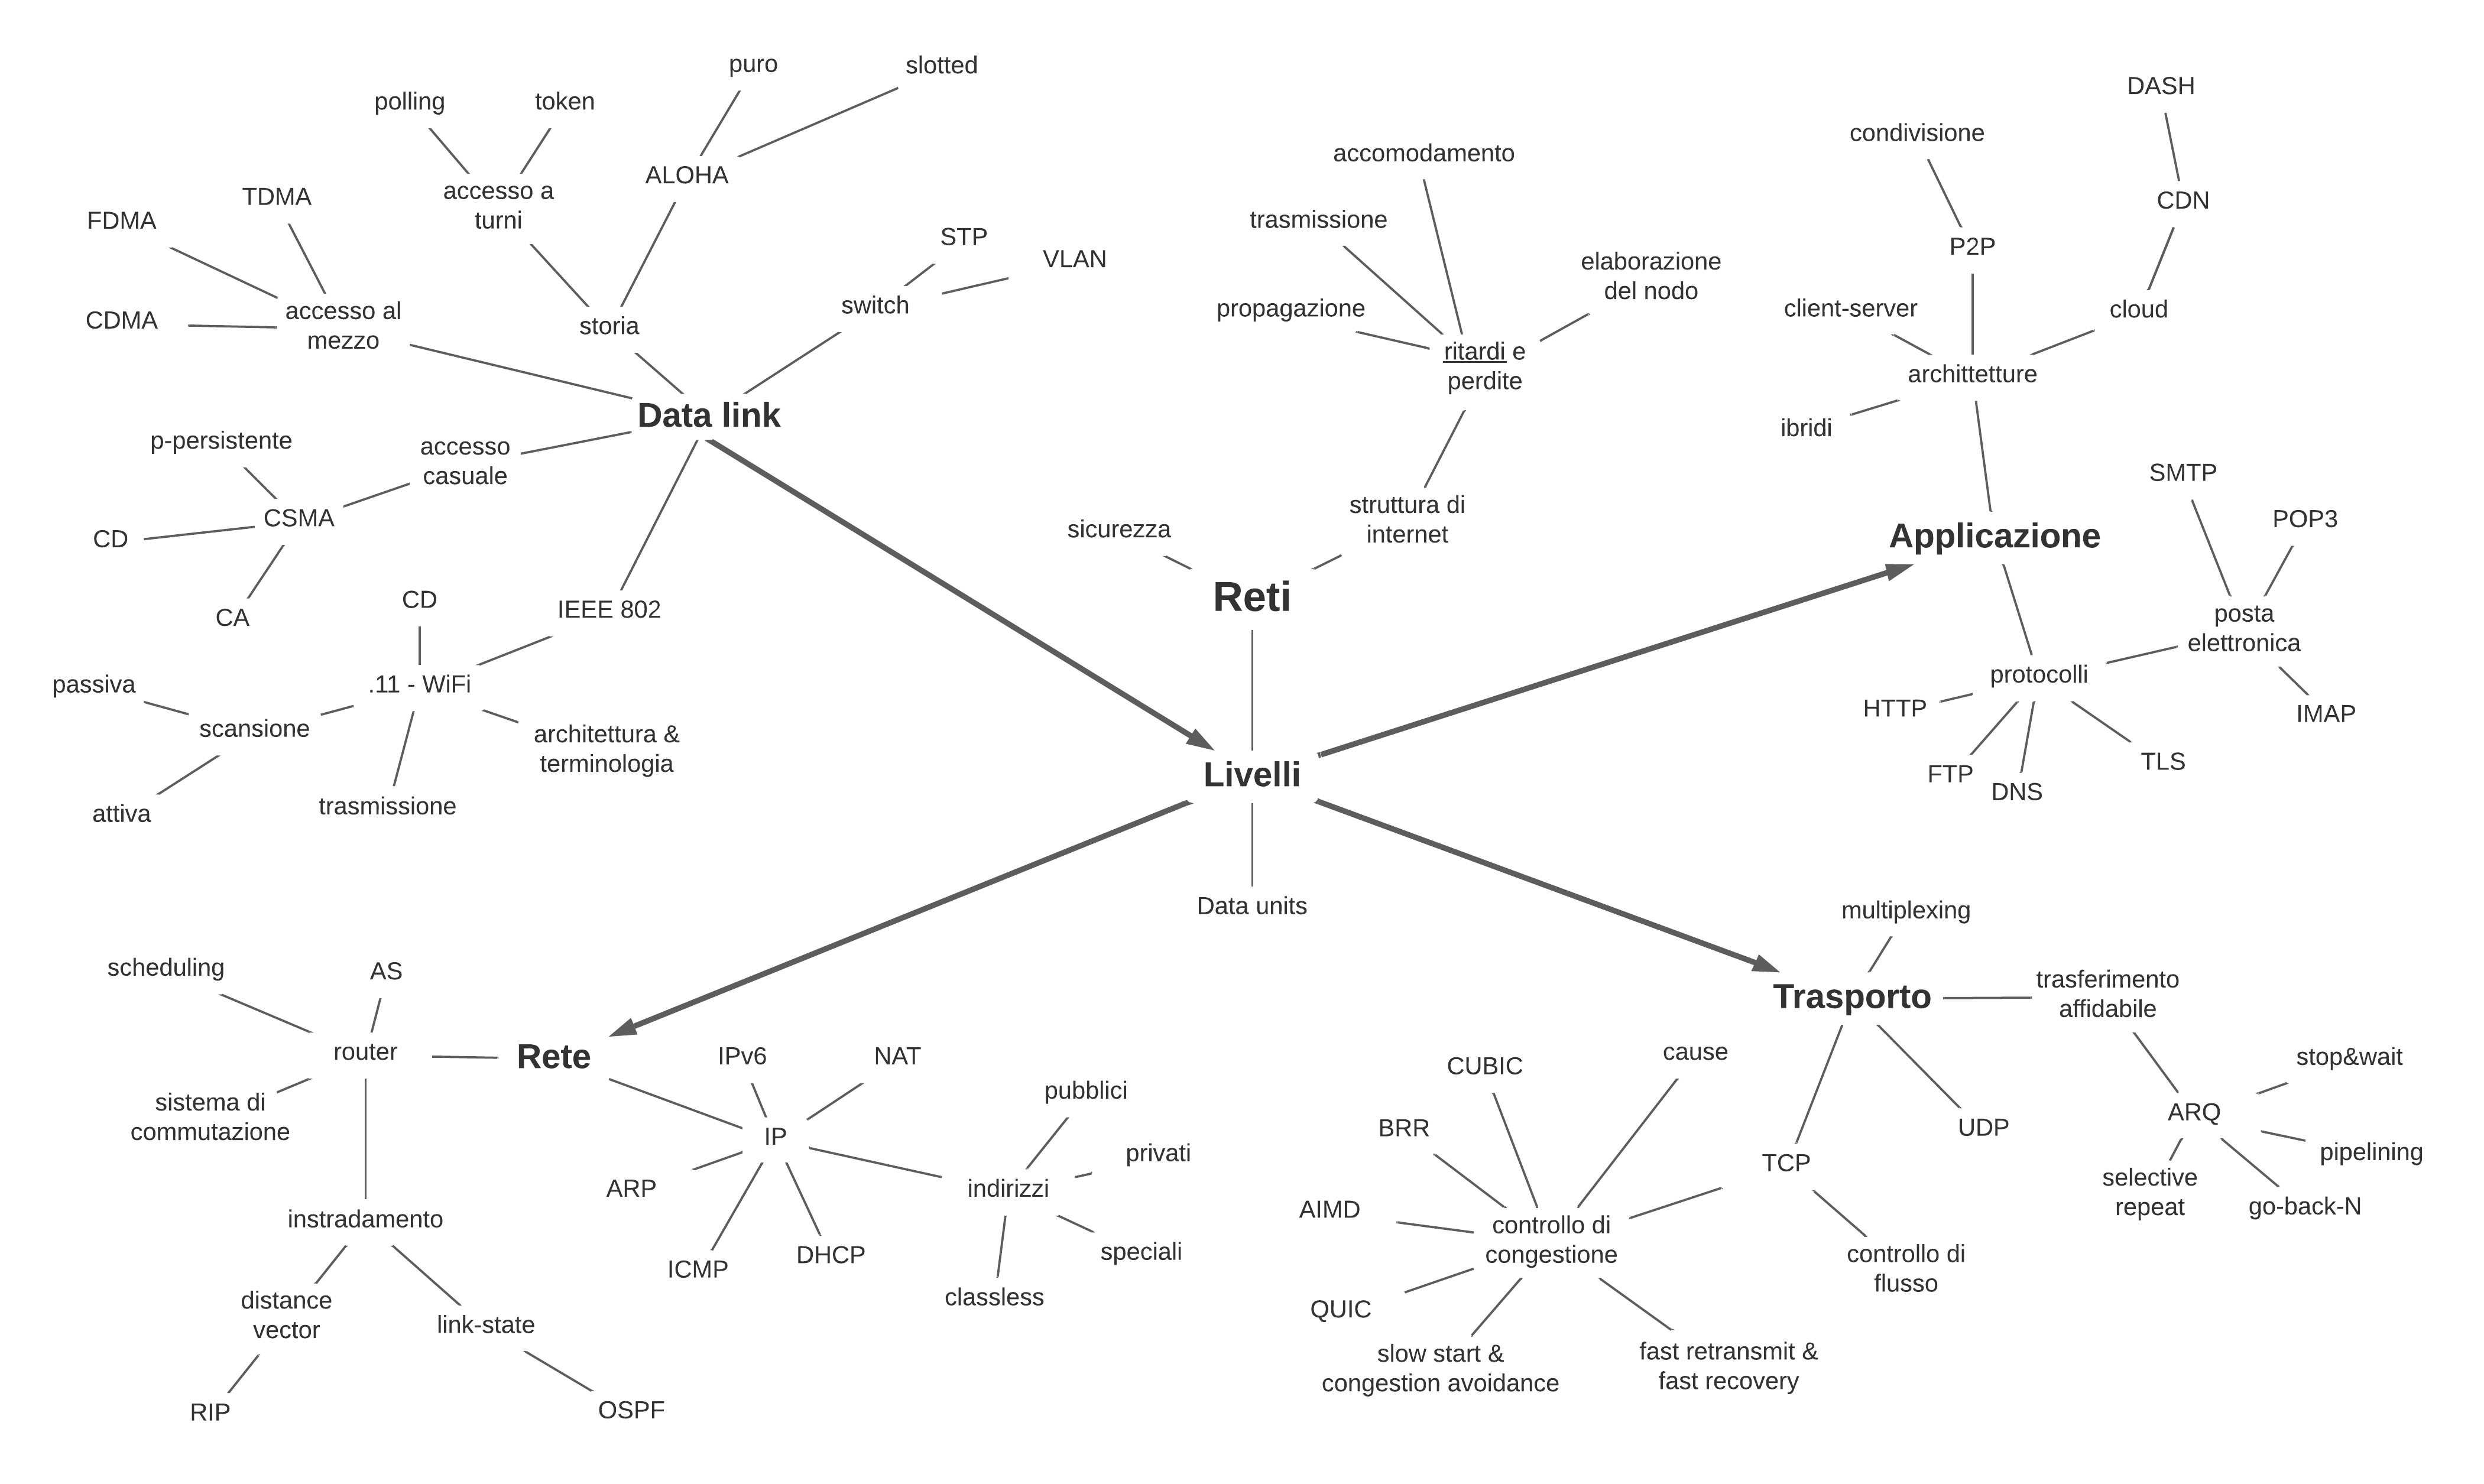 puro
slotted
polling
token
ALOHA
accesso a
turni
TDMA
FDMA
CDMA
accesso al
mezzo
storia
STP
VLAN
switch
Data link
p-persistente
accesso
casuale
CSMA
CD
CA
IEEE 802
CD
.11 - WiFi
passiva
scansione
attiva
trasmissione
architettura &
terminologia
accomodamento
trasmissione
propagazione
elaborazione
del nodo
ritardi e
perdite
struttura di
internet
sicurezza
Reti
Livelli
Data units
DASH
condivisione
CDN
P2P
client-server
cloud
archittetture
ibridi
Applicazione
SMTP
POP3
posta
elettronica
protocolli
IMAP
HTTP
FTP
DNS
TLS
scheduling
AS
router
Rete
sistema di
commutazione
instradamento
distance
vector
link-state
RIP
OSPF
IPv6
NAT
IP
ARP
ICMP
DHCP
pubblici
privati
indirizzi
speciali
classless
multiplexing
Trasporto
trasferimento
affidabile
stop&wait
ARQ
pipelining
selective
repeat
go-back-N
UDP
TCP
cause
CUBIC
BRR
AIMD
controllo di
congestione
controllo di
flusso
QUIC
slow start &
congestion avoidance
fast retransmit &
fast recovery